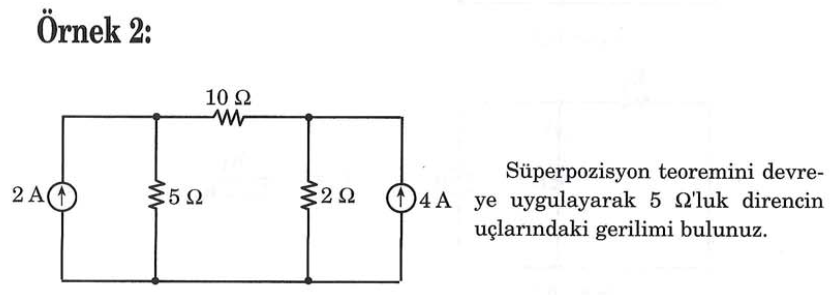 Örnek 2:
10 Ω
2 A
5 Ω
2 Ω
4 A
Süperpozisyon teoremini devre-
ye uygulayarak 5 Ω'luk direncin
uçlarındaki gerilimi bulunuz.